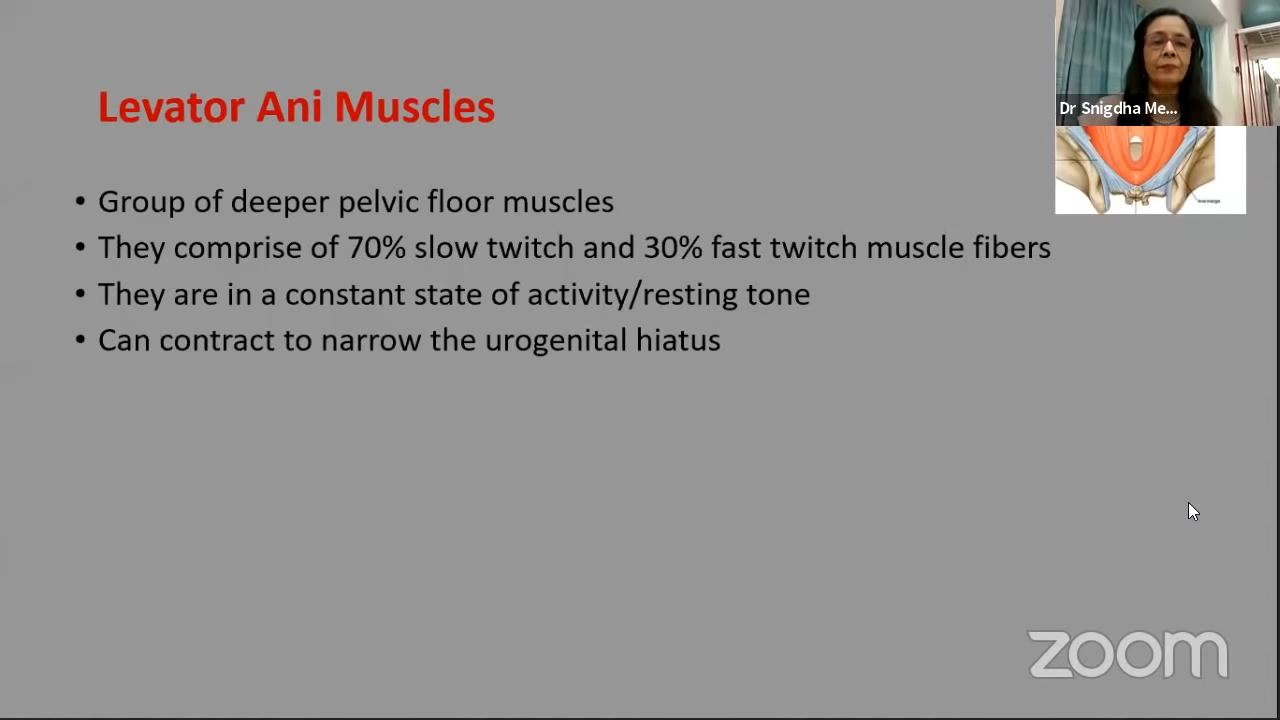 Dr Snigdha Me...
Levator Ani Muscles
• Group of deeper pelvic floor muscles
• They comprise of 70% slow twitch and 30% fast twitch muscle fibers
• They are in a constant state of activity/resting tone
• Can contract to narrow the urogenital hiatus
zoom